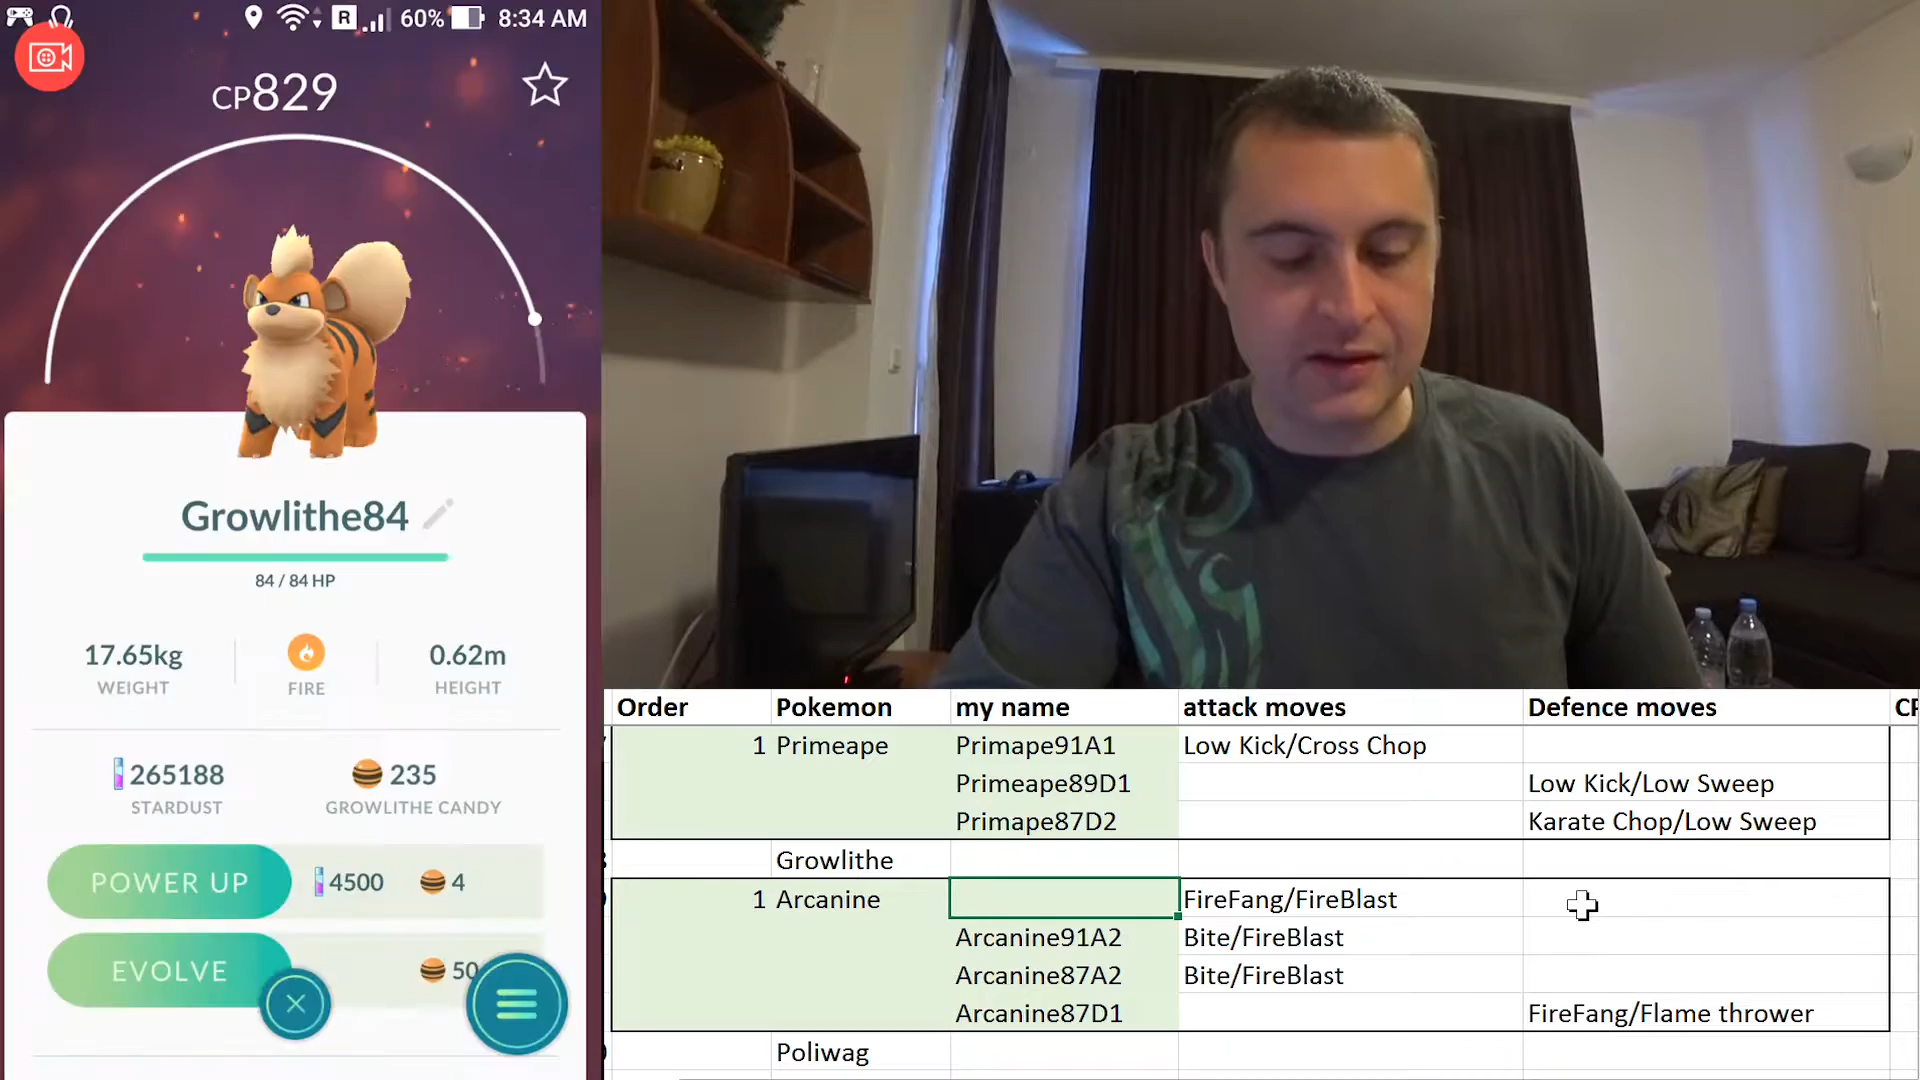 R 60% 8:34 AM
CP829
Growlithe84
84 / 84 HP
17.65kg
WEIGHT
FIRE
0.62m
HEIGHT
265188
STARDUST
235
GROWLITHE CANDY
POWER UP 4500 4
EVOLVE 50
Order Pokemon my name attack moves Defence moves
1 Primeape Primape91A1 Low Kick/Cross Chop
Primeape89D1 Low Kick/Low Sweep
Primape87D2 Karate Chop/Low Sweep
Growlithe
1 Arcanine FireFang/FireBlast
Arcanine91A2 Bite/FireBlast
Arcanine87A2 Bite/FireBlast
Arcanine87D1 FireFang/Flame thrower
Poliwag